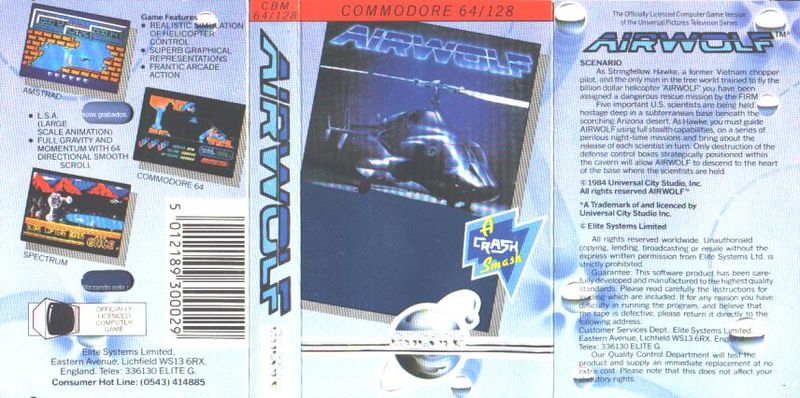 Game Features
• REALISTIC SIMULATION
OF HELICOPTER
CONTROL
• SUPERB GRAPHICAL
REPRESENTATIONS
• FRANTIC ARCADE
ACTION
AMSTRAD
scos grabados.
• L.S.A.
(LARGE
SCALE ANIMATION)
• FULL GRAVITY AND
MOMENTUM WITH 64
DIRECTIONAL SMOOTH
SCROLL
COMMODORE 64
SPECTRUM
elite
tilizando solo
5 012189 300029
OFFICIALLY
LICENCED
COMPUTER
GAME
Elite Systems Limited.
Eastern Avenue, Lichfield WS13 6RX,
England. Telex: 336130 ELITE G.
Consumer Hot Line: (0543) 414885
CBM
64/128
AIRWOLF
COMMODORE 64/128
AIRWOLF
A
CRASH
Smash
The Officially Licenced Computer Game Version
of the Universal Pictures Television Series
AIRWOLF™
SCENARIO
As Stringfellow Hawke, a former Vietnam chopper
pilot, and the only man in the free world trained to fly the
billion dollar helicopter 'AIRWOLF' you have been
assigned a dangerous rescue mission by the FIRM.
Five important U.S. scientists are being held
hostage deep in a subterranean base beneath the
scorching Arizona desert. As Hawke, you must guide
AIRWOLF using full stealth capabilities, on a series of
perilous night-time missions and bring about the
release of each scientist in turn. Only destruction of the
defense control boxes strategically positioned within
the cavern will allow AIRWOLF to descend to the heart
of the base where the scientists are held.
© 1984 Universal City Studio, Inc.
All rights reserved AIRWOLF™
*A Trademark of and licenced by
Universal City Studio Inc.
© Elite Systems Limited
All rights reserved worldwide. Unauthorised
copying, lending, broadcasting or resale without the
express written permission from Elite Systems Ltd. is
strictly prohibited.
Guarantee: This software product has been care-
fully developed and manufactured to the highest quality
standards. Please read carefully the instructions for
loading which are included. If for any reason you have
difficulty in running the program, and believe that
the tape is defective, please return it directly to the
following address:
Customer Services Dept., Elite Systems Limited,
Eastern Avenue, Lichfield WS13 6RX, England
Telex: 336130 ELITE G.
Our Quality Control Department will test the
product and supply an immediate replacement at no
extra cost. Please note that this does not affect your
statutory rights.